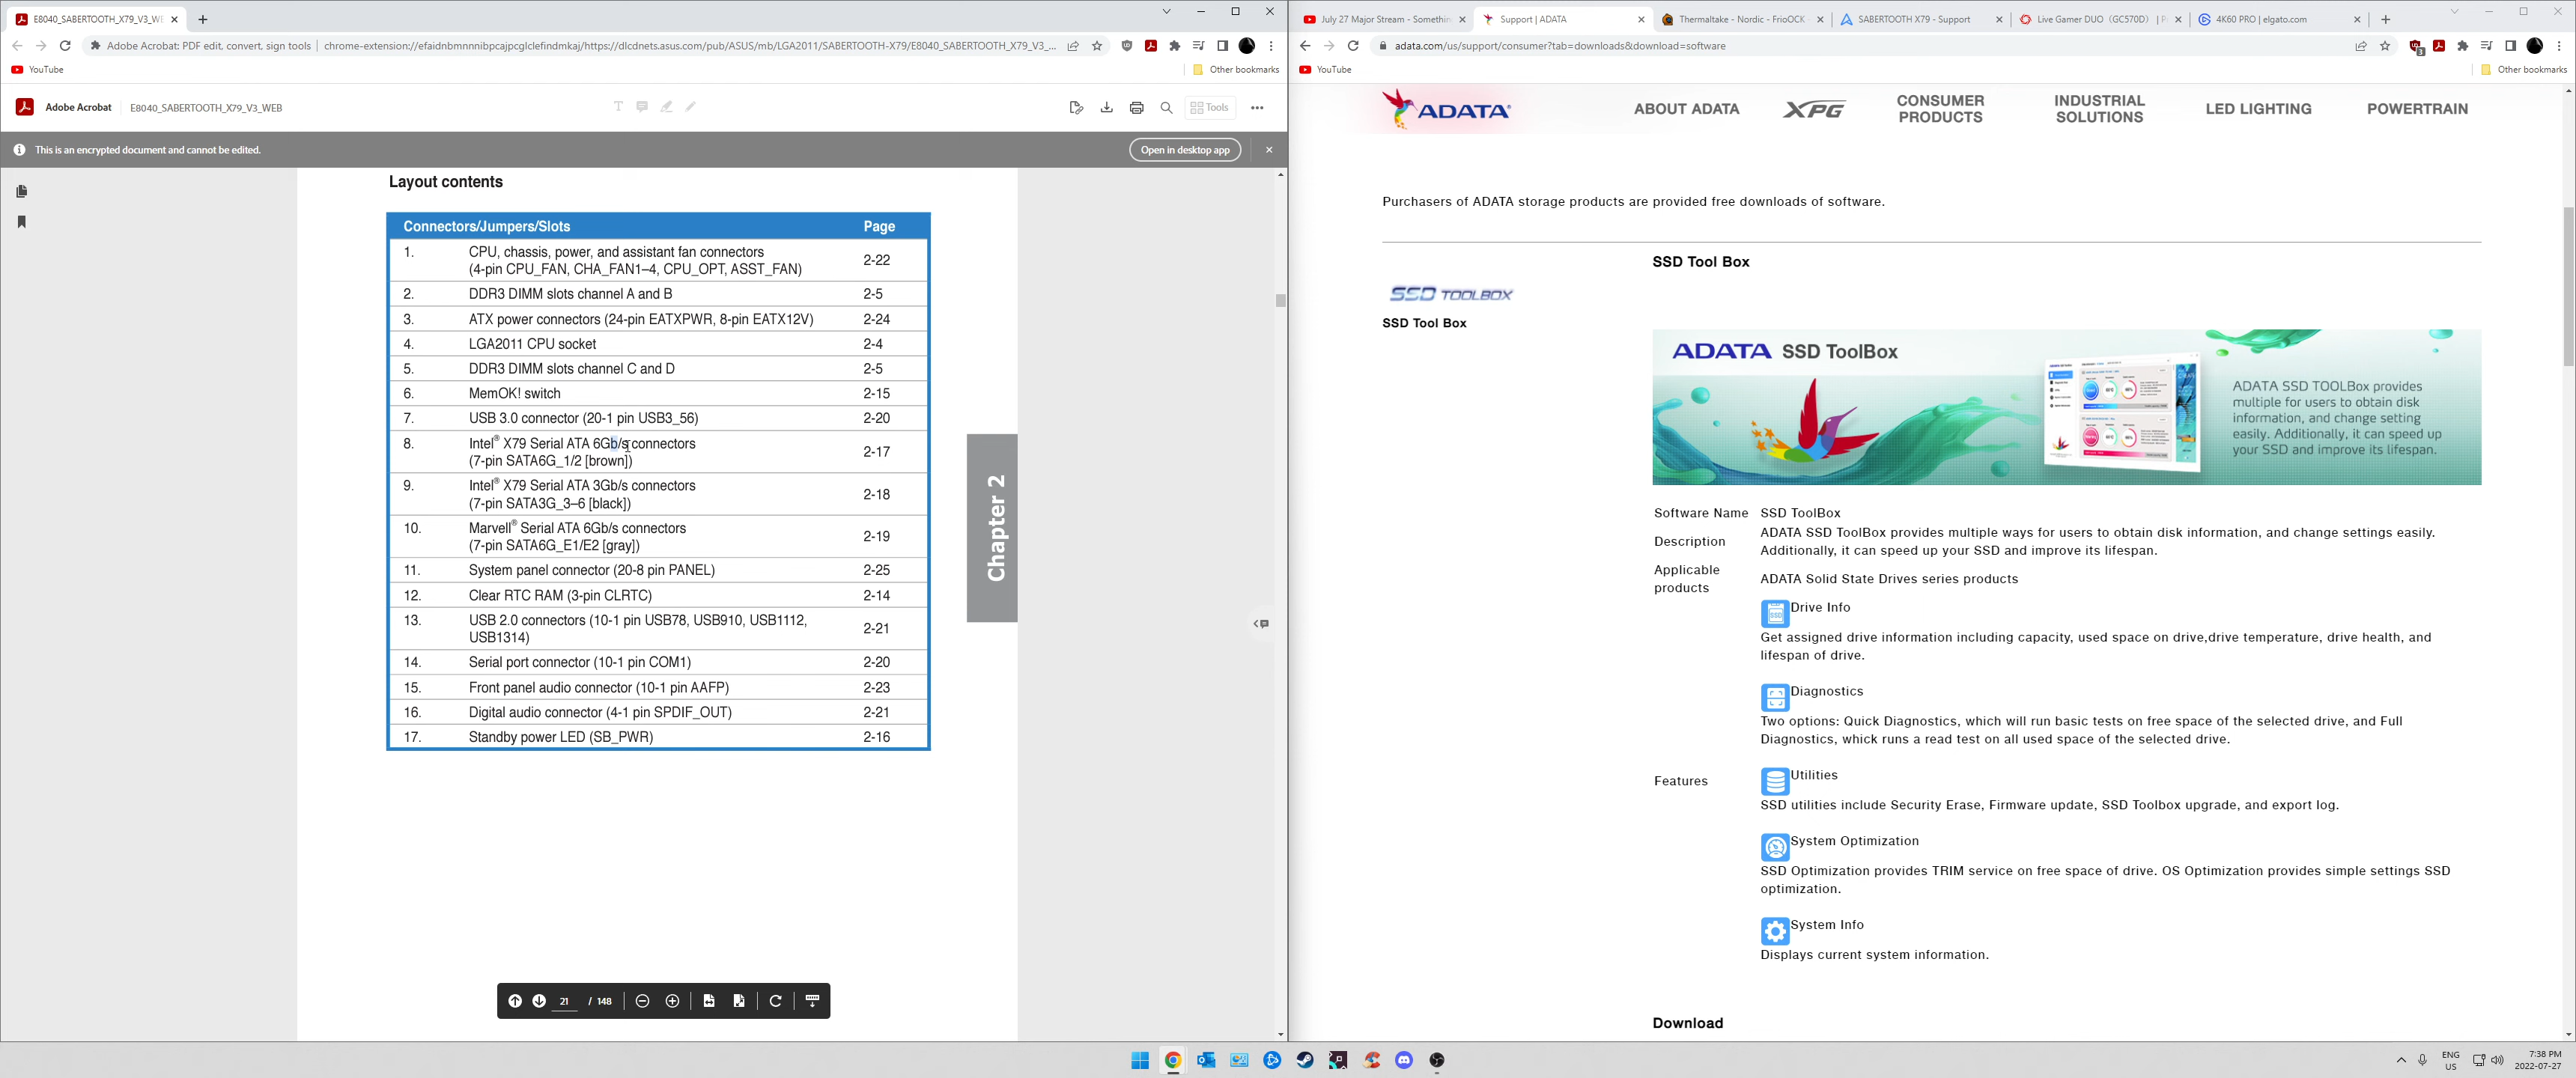 E8040_SABERTOOTH_X79_V3_WE
Adobe Acrobat: PDF edit, convert, sign tools | chrome-extension://efaidnbmnnnibpcajpcglclefindmkaj/https://dlcdnets.asus.com/pub/ASUS/mb/LGA2011/SABERTOOTH-X79/E8040_SABERTOOTH_X79_V3_...
YouTube
Other bookmarks
Adobe Acrobat
E8040_SABERTOOTH_X79_V3_WEB
Tools
This is an encrypted document and cannot be edited.
Open in desktop app
Layout contents
Connectors/Jumpers/Slots Page
1. CPU, chassis, power, and assistant fan connectors
(4-pin CPU_FAN, CHA_FAN1–4, CPU_OPT, ASST_FAN) 2-22
2. DDR3 DIMM slots channel A and B 2-5
3. ATX power connectors (24-pin EATXPWR, 8-pin EATX12V) 2-24
4. LGA2011 CPU socket 2-4
5. DDR3 DIMM slots channel C and D 2-5
6. MemOK! switch 2-15
7. USB 3.0 connector (20-1 pin USB3_56) 2-20
8. Intel® X79 Serial ATA 6Gb/s connectors
(7-pin SATA6G_1/2 [brown]) 2-17
9. Intel® X79 Serial ATA 3Gb/s connectors
(7-pin SATA3G_3–6 [black]) 2-18
10. Marvell® Serial ATA 6Gb/s connectors
(7-pin SATA6G_E1/E2 [gray]) 2-19
11. System panel connector (20-8 pin PANEL) 2-25
12. Clear RTC RAM (3-pin CLRTC) 2-14
13. USB 2.0 connectors (10-1 pin USB78, USB910, USB1112,
USB1314) 2-21
14. Serial port connector (10-1 pin COM1) 2-20
15. Front panel audio connector (10-1 pin AAFP) 2-23
16. Digital audio connector (4-1 pin SPDIF_OUT) 2-21
17. Standby power LED (SB_PWR) 2-16
Chapter 2
21 / 148
July 27 Major Stream - Somethin
Support | ADATA
Thermaltake - Nordic - FrioOCK -
SABERTOOTH X79 - Support
Live Gamer DUO (GC570D) | P
4K60 PRO | elgato.com
adata.com/us/support/consumer?tab=downloads&download=software
3
YouTube
Other bookmarks
ADATA®
ABOUT ADATA
XPG
CONSUMER
PRODUCTS
INDUSTRIAL
SOLUTIONS
LED LIGHTING
POWERTRAIN
Purchasers of ADATA storage products are provided free downloads of software.
SSD Tool Box
SSD TOOLBOX
SSD Tool Box
ADATA SSD ToolBox
ADATA SSD TOOLBox provides
multiple for users to obtain disk
information, and change setting
easily. Additionally, it can speed up
your SSD and improve its lifespan.
Software Name SSD ToolBox
Description ADATA SSD ToolBox provides multiple ways for users to obtain disk information, and change settings easily.
Additionally, it can speed up your SSD and improve its lifespan.
Applicable
products ADATA Solid State Drives series products
Drive Info
Get assigned drive information including capacity, used space on drive,drive temperature, drive health, and
lifespan of drive.
Diagnostics
Two options: Quick Diagnostics, which will run basic tests on free space of the selected drive, and Full
Diagnostics, whick runs a read test on all used space of the selected drive.
Features
Utilities
SSD utilities include Security Erase, Firmware update, SSD Toolbox upgrade, and export log.
System Optimization
SSD Optimization provides TRIM service on free space of drive. OS Optimization provides simple settings SSD
optimization.
System Info
Displays current system information.
Download
ENG
US
7:38 PM
2022-07-27